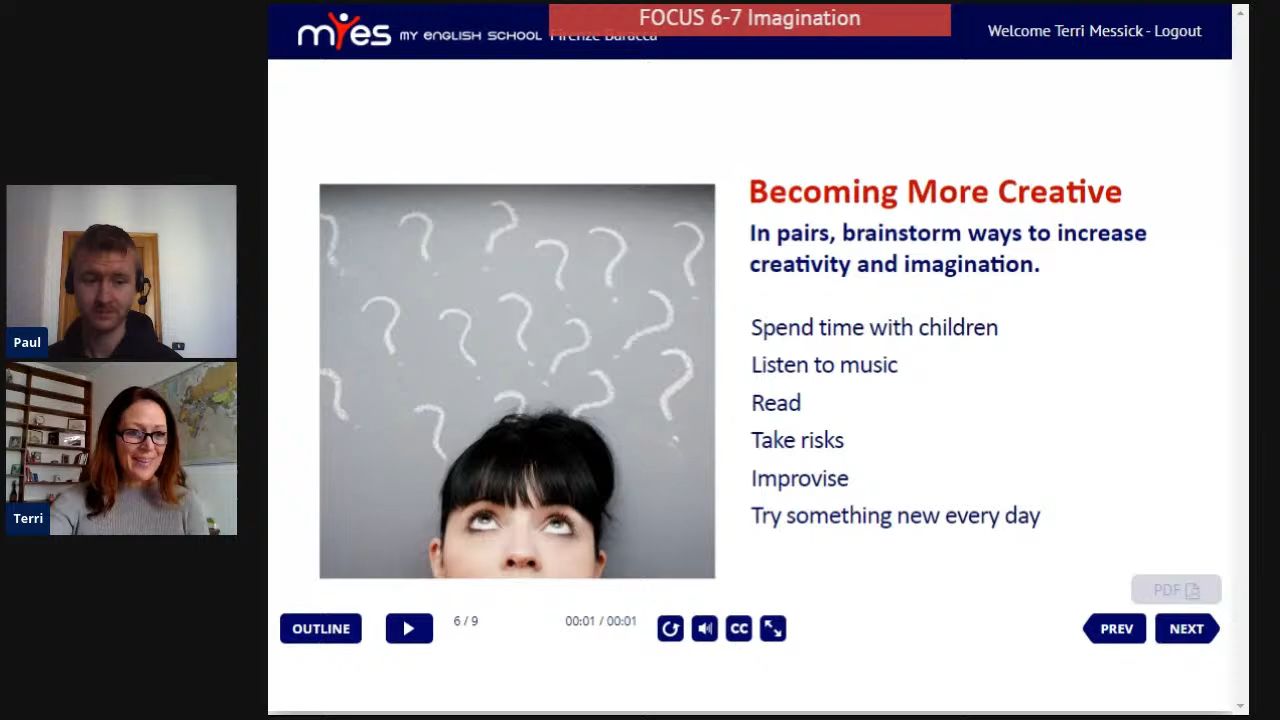 FOCUS 6-7 Imagination
myes MY ENGLISH SCHOOL Firenze Baracca
Welcome Terri Messick - Logout
Becoming More Creative
In pairs, brainstorm ways to increase
creativity and imagination.
Spend time with children
Listen to music
Read
Take risks
Improvise
Try something new every day
Paul
Terri
PDF
OUTLINE
6 / 9
00:01 / 00:01
CC
PREV
NEXT